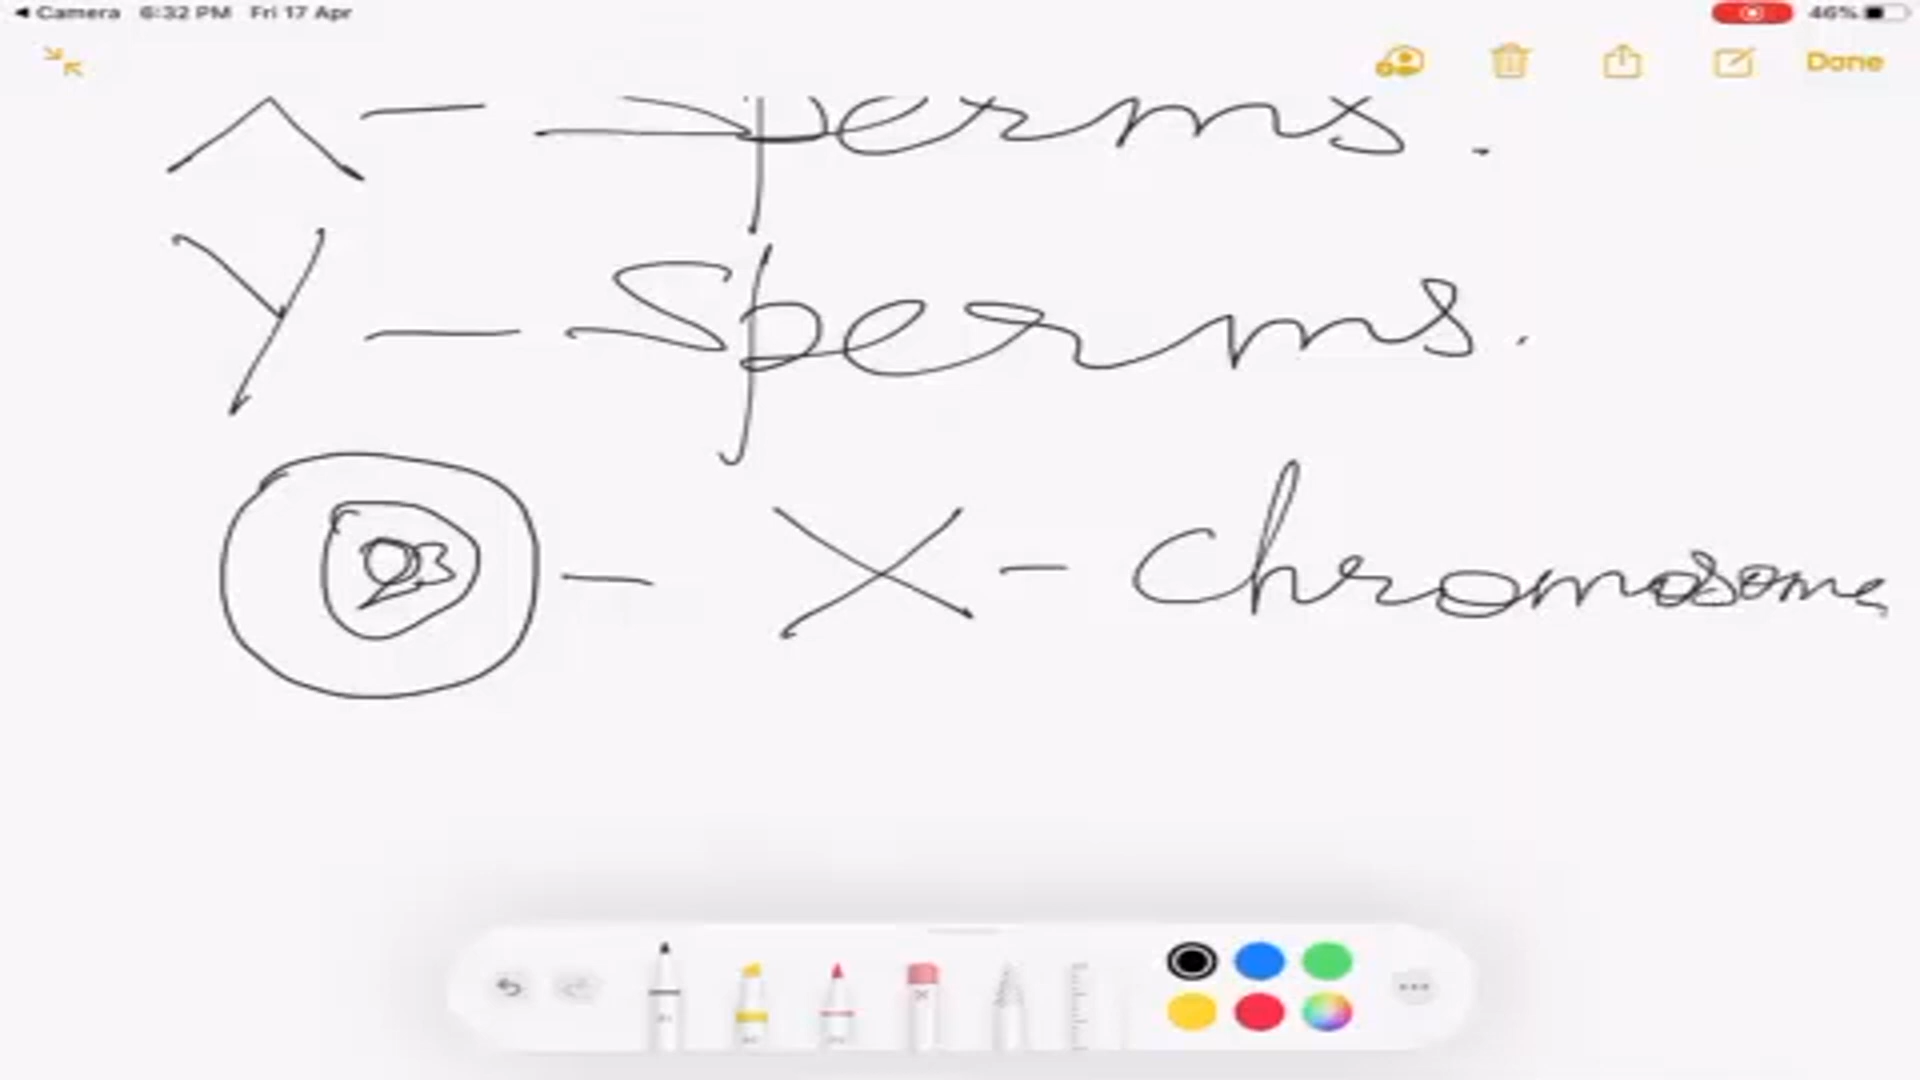 Camera 6:32 PM Fri 17 Apr 46%
Done
X - Sperms.
Y - Sperms.
23 - X - Chromosome